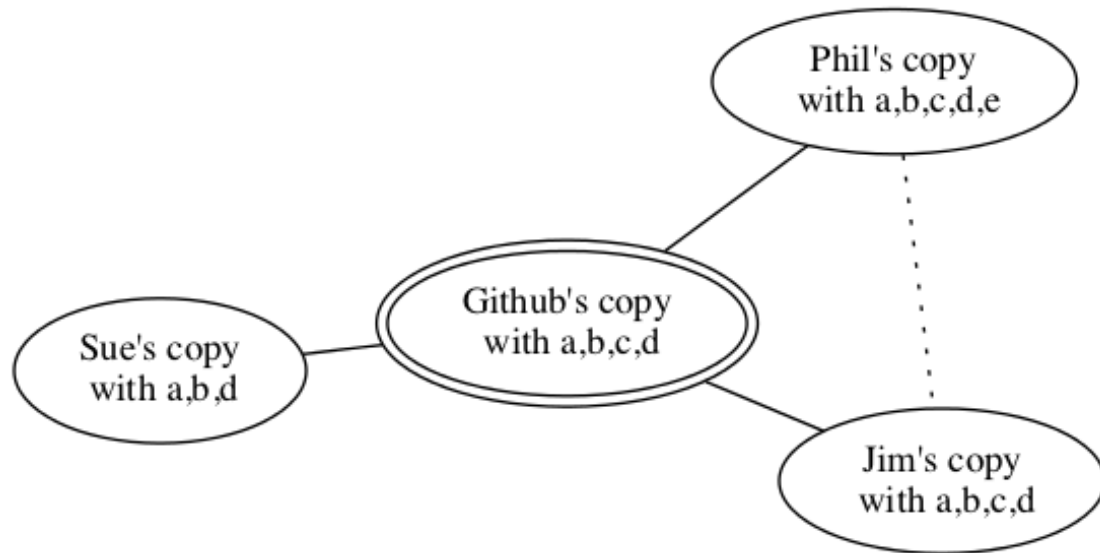 Phil's copy
with a,b,c,d,e
Github's copy
with a,b,c,d
Sue's copy
with a,b,d
Jim's copy
with a,b,c,d